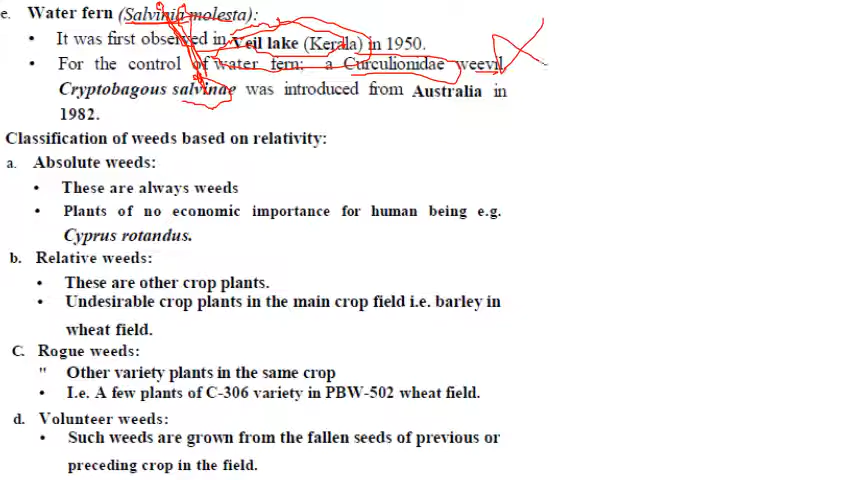 e. Water fern (Salvinia molesta):
• It was first observed in Veil lake (Kerala) in 1950.
• For the control of water fern; a Curculionidae weevil
Cryptobagous salvinae was introduced from Australia in
1982.
Classification of weeds based on relativity:
a. Absolute weeds:
• These are always weeds
• Plants of no economic importance for human being e.g.
Cyprus rotandus.
b. Relative weeds:
• These are other crop plants.
• Undesirable crop plants in the main crop field i.e. barley in
wheat field.
C. Rogue weeds:
" Other variety plants in the same crop
• I.e. A few plants of C-306 variety in PBW-502 wheat field.
d. Volunteer weeds:
• Such weeds are grown from the fallen seeds of previous or
preceding crop in the field.